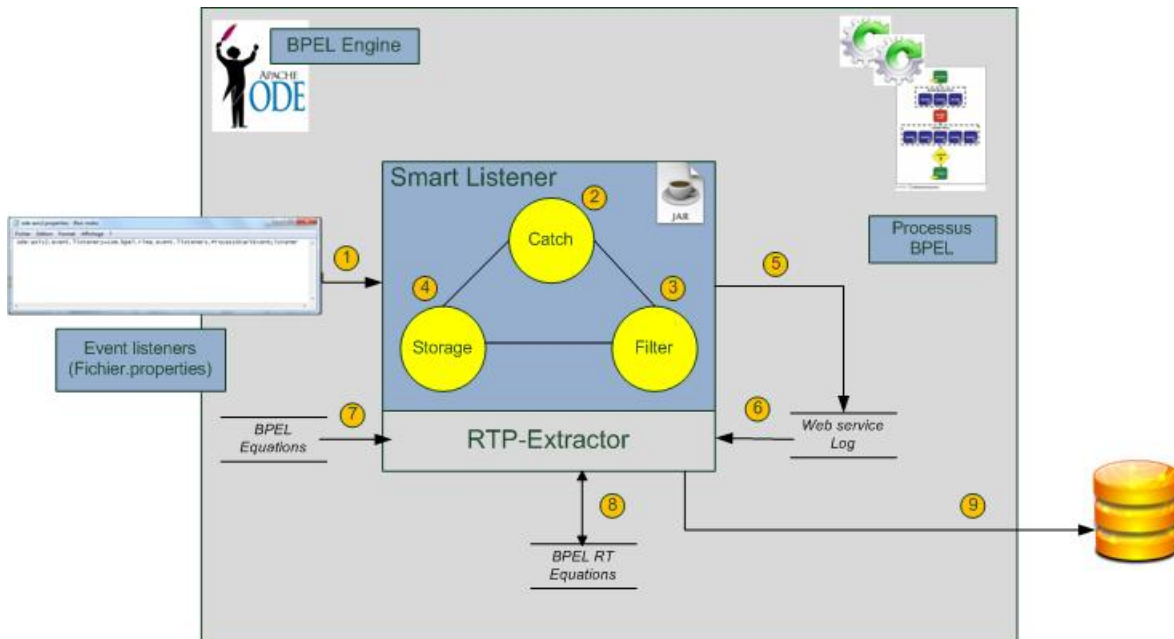 BPEL Engine
APACHE
ODE
Smart Listener
JAR
2
Catch
Processus
BPEL
1
5
4
3
Storage
Filter
Event listeners
(Fichier.properties)
7
6
BPEL
Equations
RTP-Extractor
Web service
Log
8
9
BPEL RT
Equations